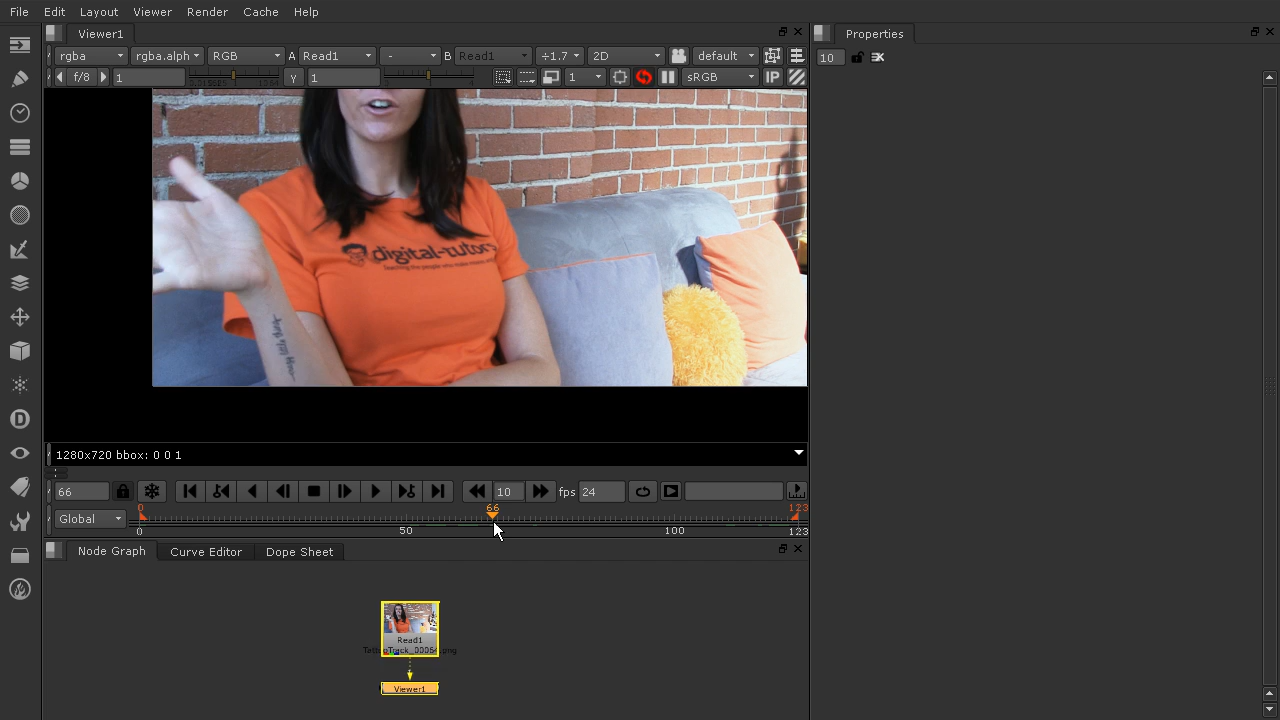 File Edit Layout Viewer Render Cache Help
Viewer1
Properties
rgba rgba.alph RGB A Read1 - B Read1 ÷1.7 2D default
10
f/8 1 Y 1 1 sRGB IP
digital-tutors
1280x720 bbox: 0 0 1
66 10 fps 24
0 66 123
Global
0 50 100 123
Node Graph Curve Editor Dope Sheet
Read1
Viewer1